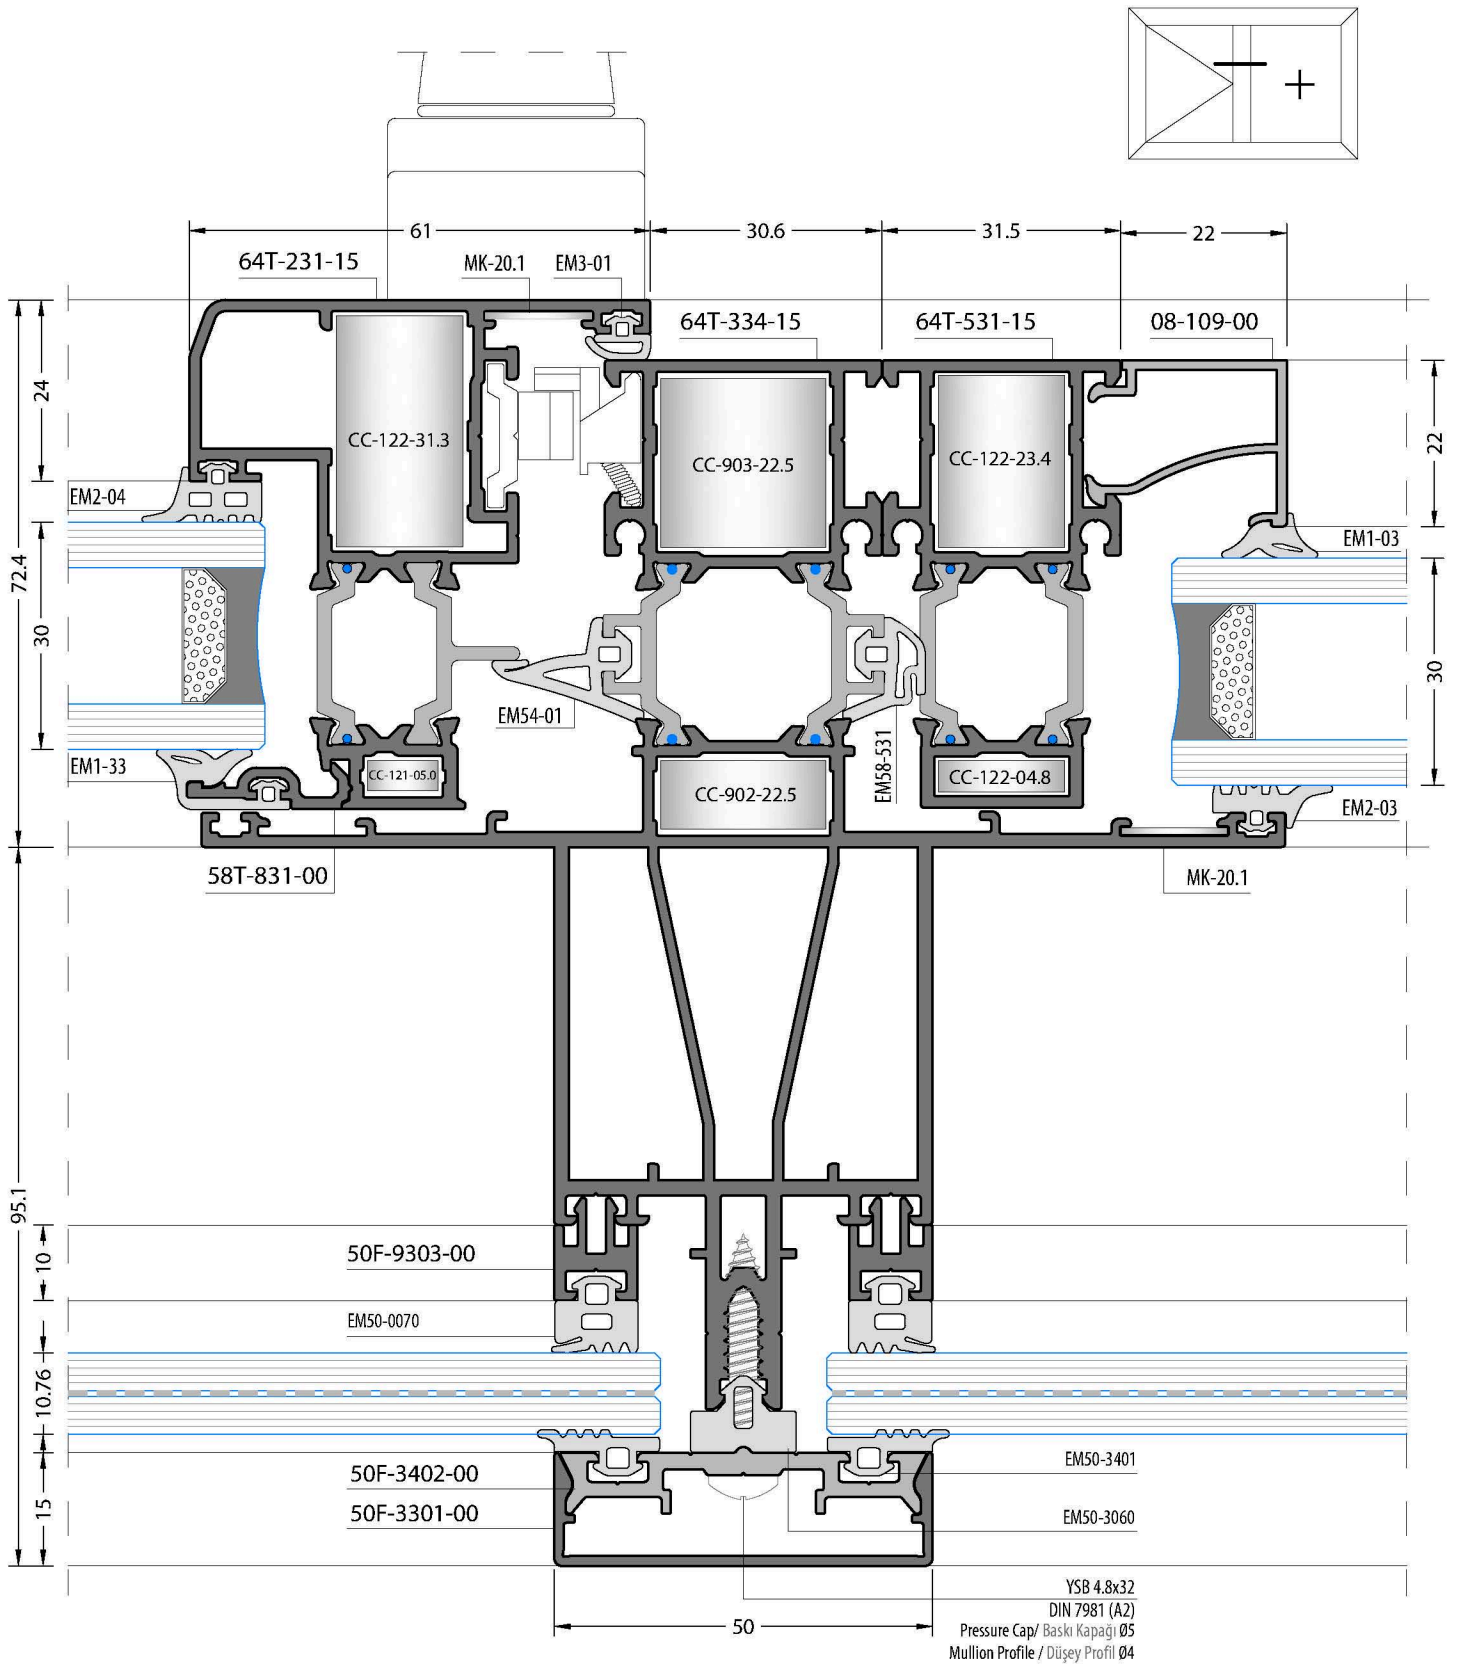 61
30.6
31.5
22
64T-231-15
MK-20.1
EM3-01
64T-334-15
64T-531-15
08-109-00
24
CC-122-31.3
CC-903-22.5
CC-122-23.4
22
EM2-04
EM1-03
72.4
30
30
EM54-01
EM58-531
EM1-33
CC-121-05.0
CC-902-22.5
CC-122-04.8
EM2-03
58T-831-00
MK-20.1
95.1
10
50F-9303-00
EM50-0070
10.76
50F-3402-00
EM50-3401
15
50F-3301-00
EM50-3060
YSB 4.8x32
DIN 7981 (A2)
50
Pressure Cap/ Baskı Kapağı Ø5
Mullion Profile / Düşey Profil Ø4